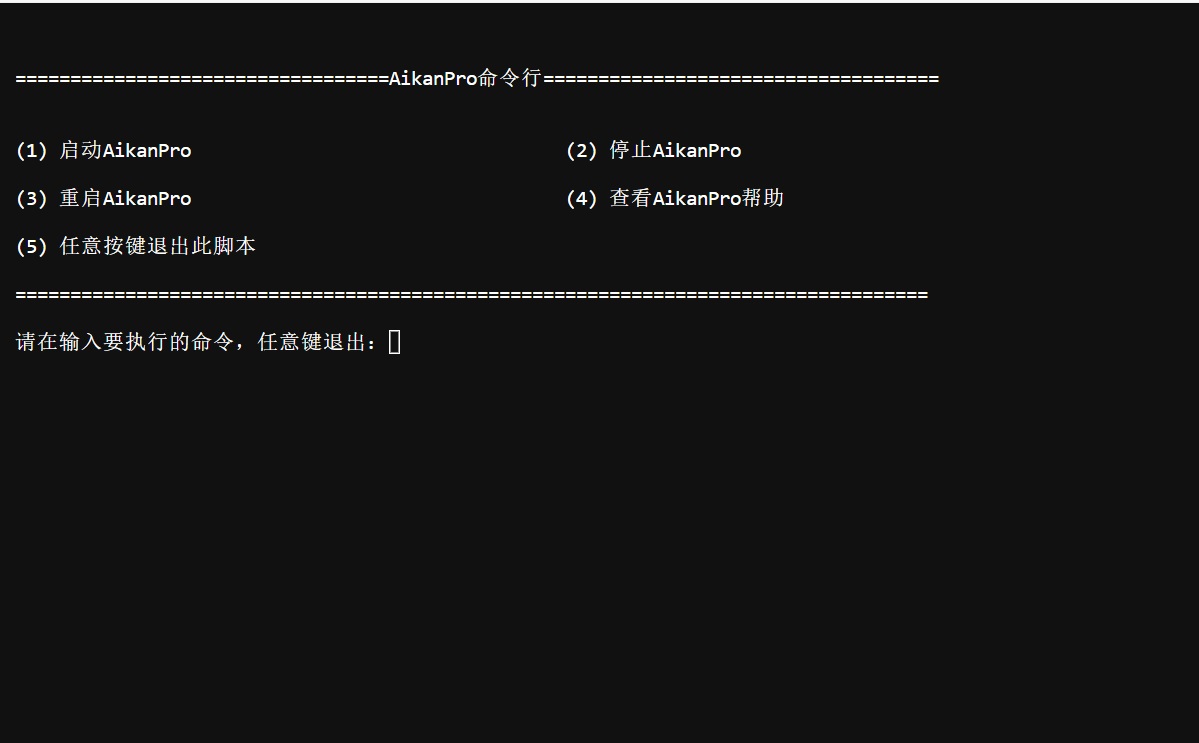 ==================================AikanPro命令行====================================
(1) 启动AikanPro (2) 停止AikanPro
(3) 重启AikanPro (4) 查看AikanPro帮助
(5) 任意按键退出此脚本
===================================================================================
请在输入要执行的命令，任意键退出：